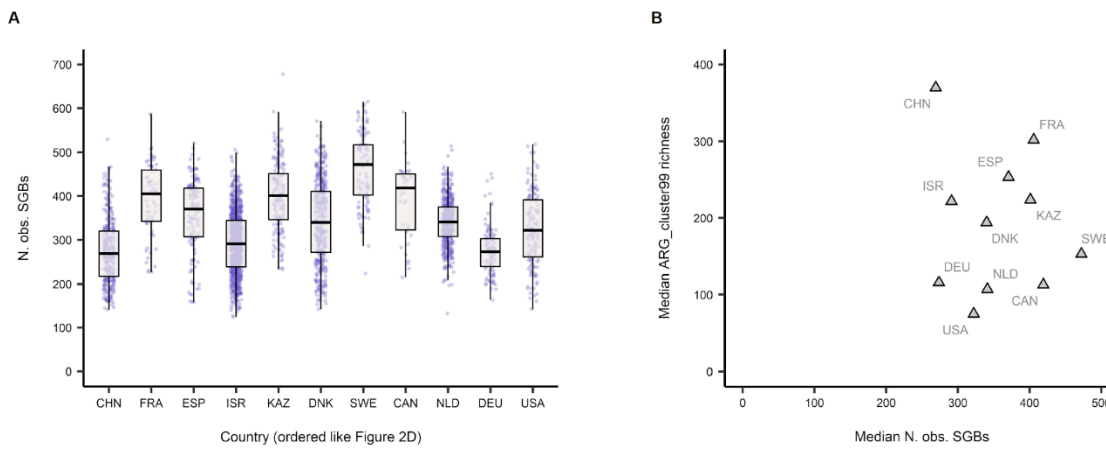 A
N. obs. SGBs
700
600
500
400
300
200
100
0
CHN FRA ESP ISR KAZ DNK SWE CAN NLD DEU USA
Country (ordered like Figure 2D)
B
Median ARG_cluster99 richness
400
300
200
100
0
CHN
FRA
ESP
ISR
KAZ
DNK
SWE
DEU
NLD
CAN
USA
0 100 200 300 400 500
Median N. obs. SGBs